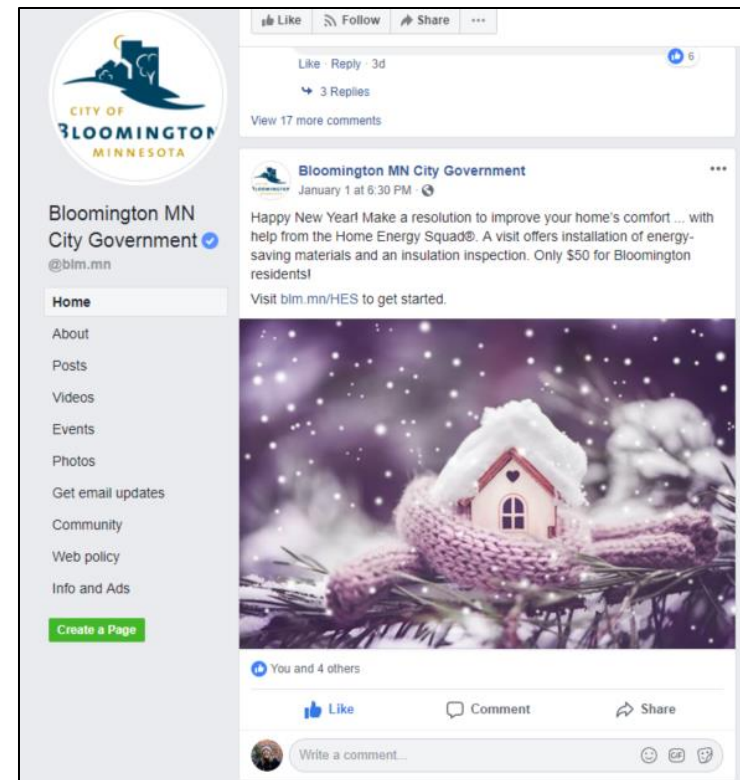 Like Follow Share ...
Like · Reply · 3d 6
3 Replies
View 17 more comments
CITY OF
BLOOMINGTON
MINNESOTA
Bloomington MN
City Government
@blm.mn
Home
About
Posts
Videos
Events
Photos
Get email updates
Community
Web policy
Info and Ads
Create a Page
Bloomington MN City Government ...
BLOOMINGTON
January 1 at 6:30 PM ·
Happy New Year! Make a resolution to improve your home's comfort ... with
help from the Home Energy Squad®. A visit offers installation of energy-
saving materials and an insulation inspection. Only $50 for Bloomington
residents!
Visit blm.mn/HES to get started.
You and 4 others
Like Comment Share
Write a comment... GIF